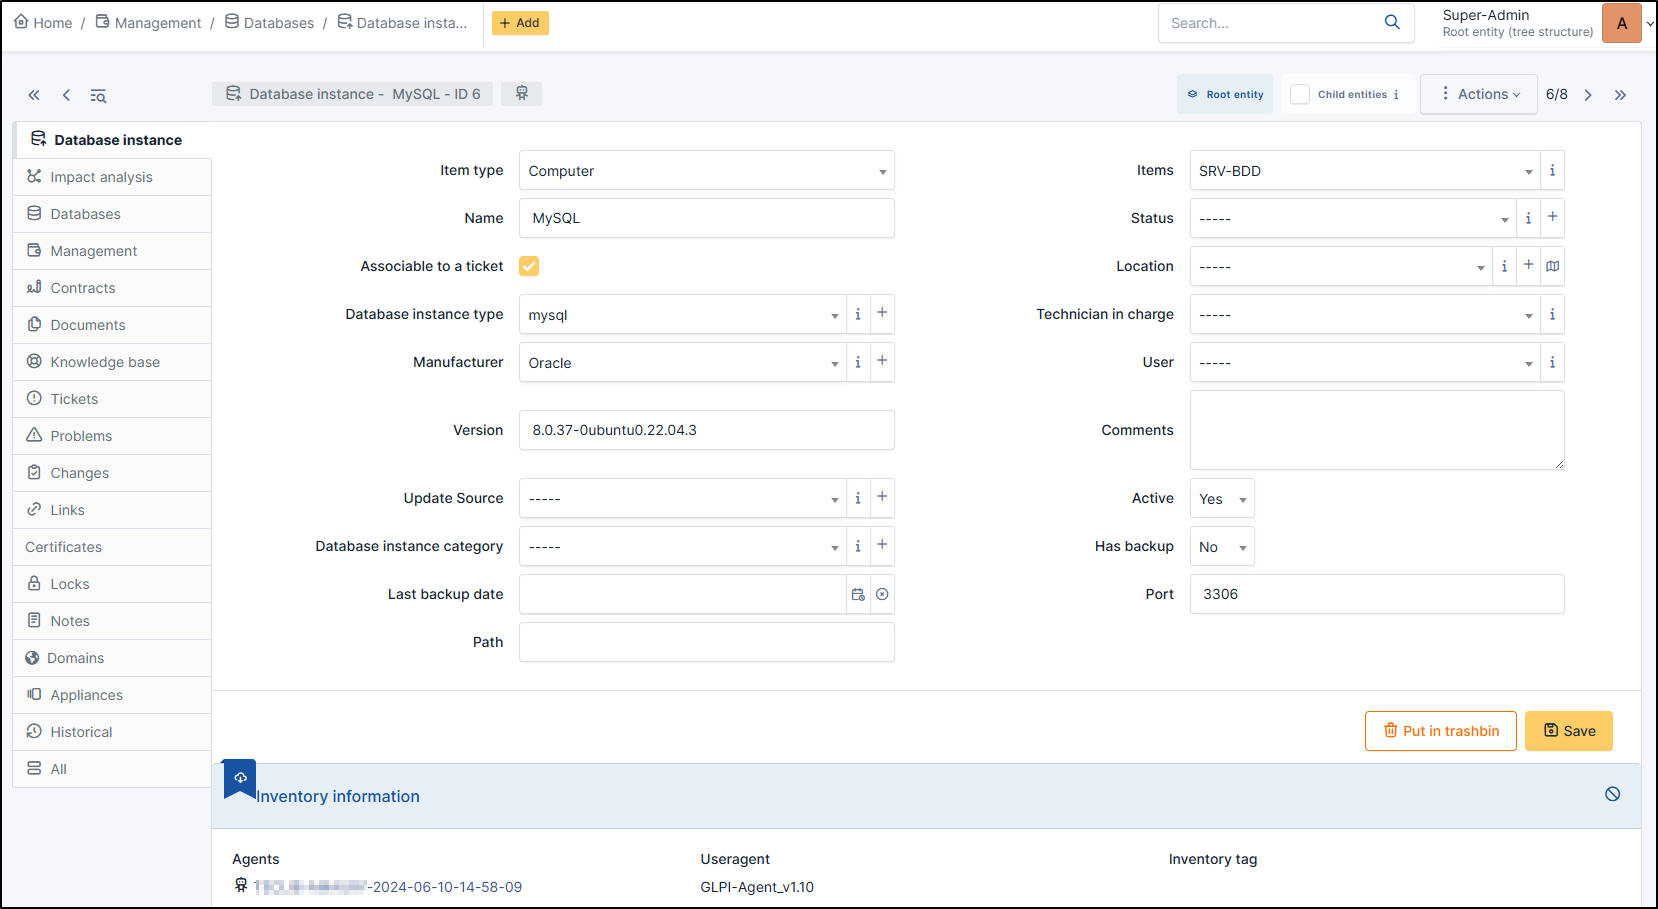 Home / Management / Databases / Database insta... + Add
Search...
Super-Admin
Root entity (tree structure)
A
Database instance - MySQL - ID 6
Root entity
Child entities i
Actions
6/8
Database instance
Impact analysis
Databases
Management
Contracts
Documents
Knowledge base
Tickets
Problems
Changes
Links
Certificates
Locks
Notes
Domains
Appliances
Historical
All
Item type Computer
Items SRV-BDD i
Name MySQL
Status ----- i +
Associable to a ticket
Location ----- i +
Database instance type mysql i +
Technician in charge ----- i
Manufacturer Oracle i +
User ----- i
Version 8.0.37-0ubuntu0.22.04.3
Comments
Update Source ----- i +
Active Yes
Database instance category ----- i +
Has backup No
Last backup date
Port 3306
Path
Put in trashbin
Save
Inventory information
Agents Useragent Inventory tag
-2024-06-10-14-58-09 GLPI-Agent_v1.10